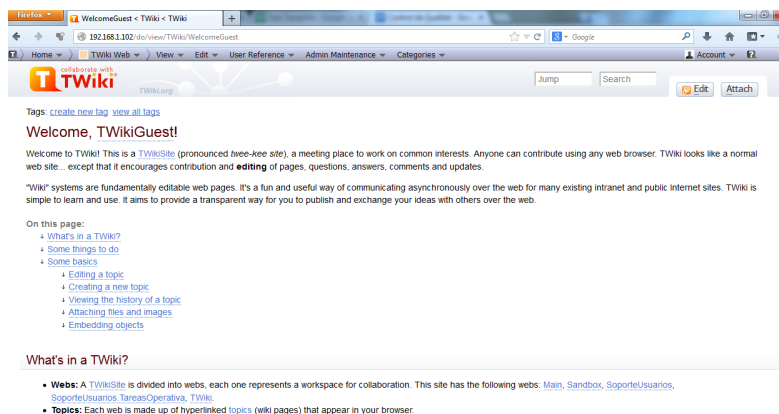 Firefox
WelcomeGuest < TWiki < TWiki
192.168.1.102/do/view/TWiki/WelcomeGuest
Google
Home TWiki Web View Edit User Reference Admin Maintenance Categories Account
collaborate with
TWiki
TWiki.org
Jump Search Edit Attach
Tags: create new tag view all tags
Welcome, TWikiGuest!
Welcome to TWiki! This is a TWikiSite (pronounced twee-kee site), a meeting place to work on common interests. Anyone can contribute using any web browser. TWiki looks like a normal
web site... except that it encourages contribution and editing of pages, questions, answers, comments and updates.
"Wiki" systems are fundamentally editable web pages. It's a fun and useful way of communicating asynchronously over the web for many existing intranet and public Internet sites. TWiki is
simple to learn and use. It aims to provide a transparent way for you to publish and exchange your ideas with others over the web.
On this page:
↓ What's in a TWiki?
↓ Some things to do
↓ Some basics
↓ Editing a topic
↓ Creating a new topic
↓ Viewing the history of a topic
↓ Attaching files and images
↓ Embedding objects
What's in a TWiki?
• Webs: A TWikiSite is divided into webs, each one represents a workspace for collaboration. This site has the following webs: Main, Sandbox, SoporteUsuarios,
SoporteUsuarios.TareasOperativa, TWiki.
• Topics: Each web is made up of hyperlinked topics (wiki pages) that appear in your browser.